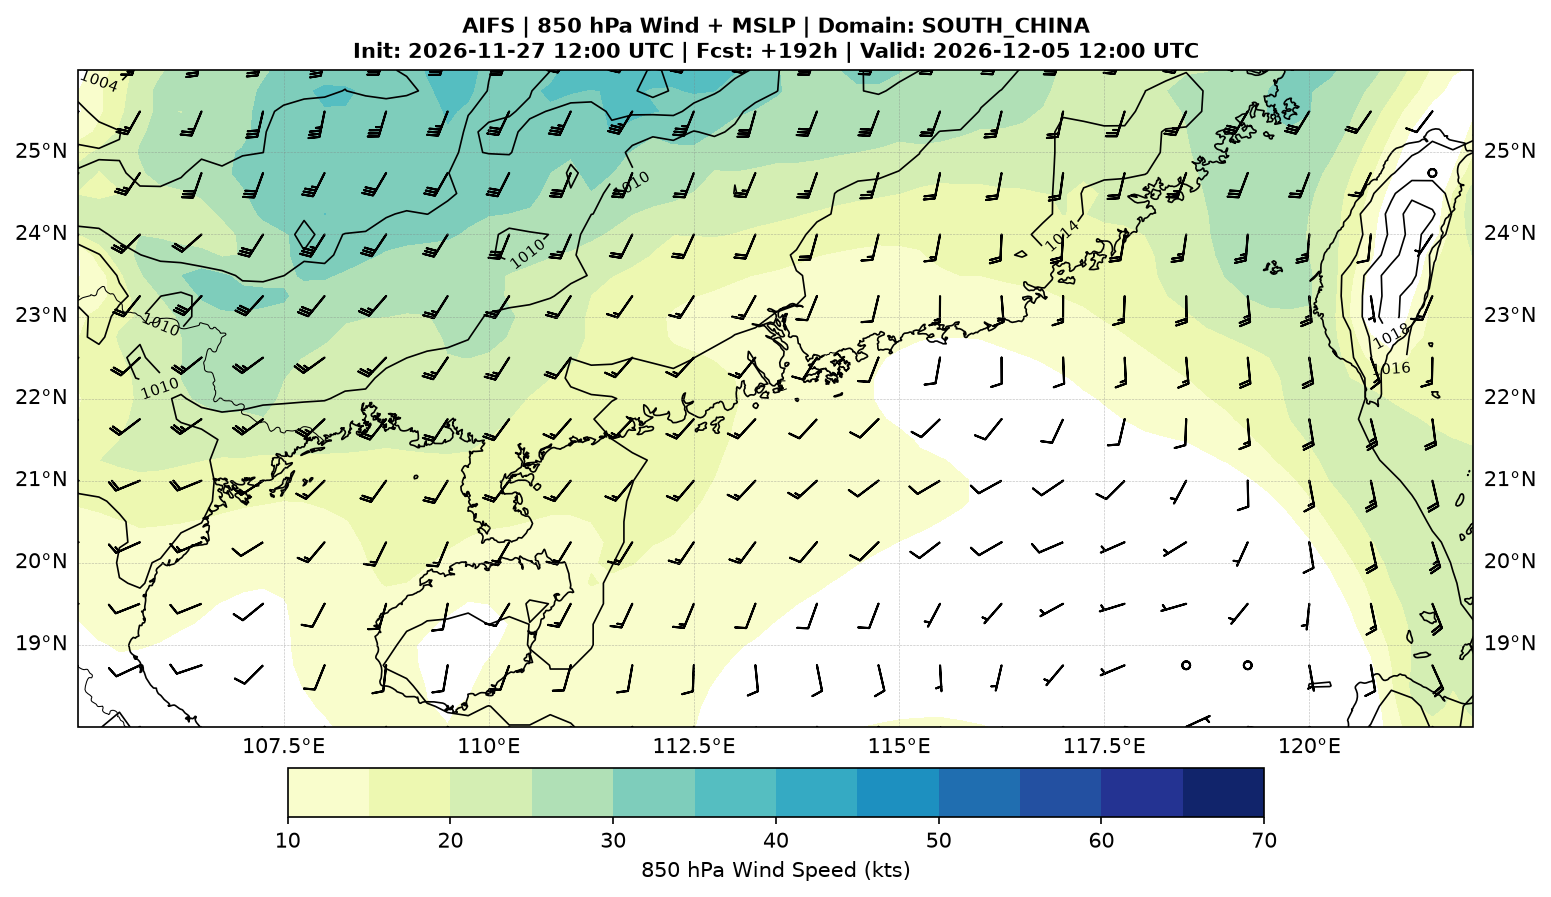 AIFS | 850 hPa Wind + MSLP | Domain: SOUTH_CHINA
Init: 2026-11-27 12:00 UTC | Fcst: +192h | Valid: 2026-12-05 12:00 UTC
1004
25°N
25°N
1010
24°N
1010
1014
24°N
23°N
1010
1018
23°N
1016
22°N
1010
22°N
21°N
21°N
20°N
20°N
19°N
19°N
107.5°E
110°E
112.5°E
115°E
117.5°E
120°E
10
20
30
40
50
60
70
850 hPa Wind Speed (kts)